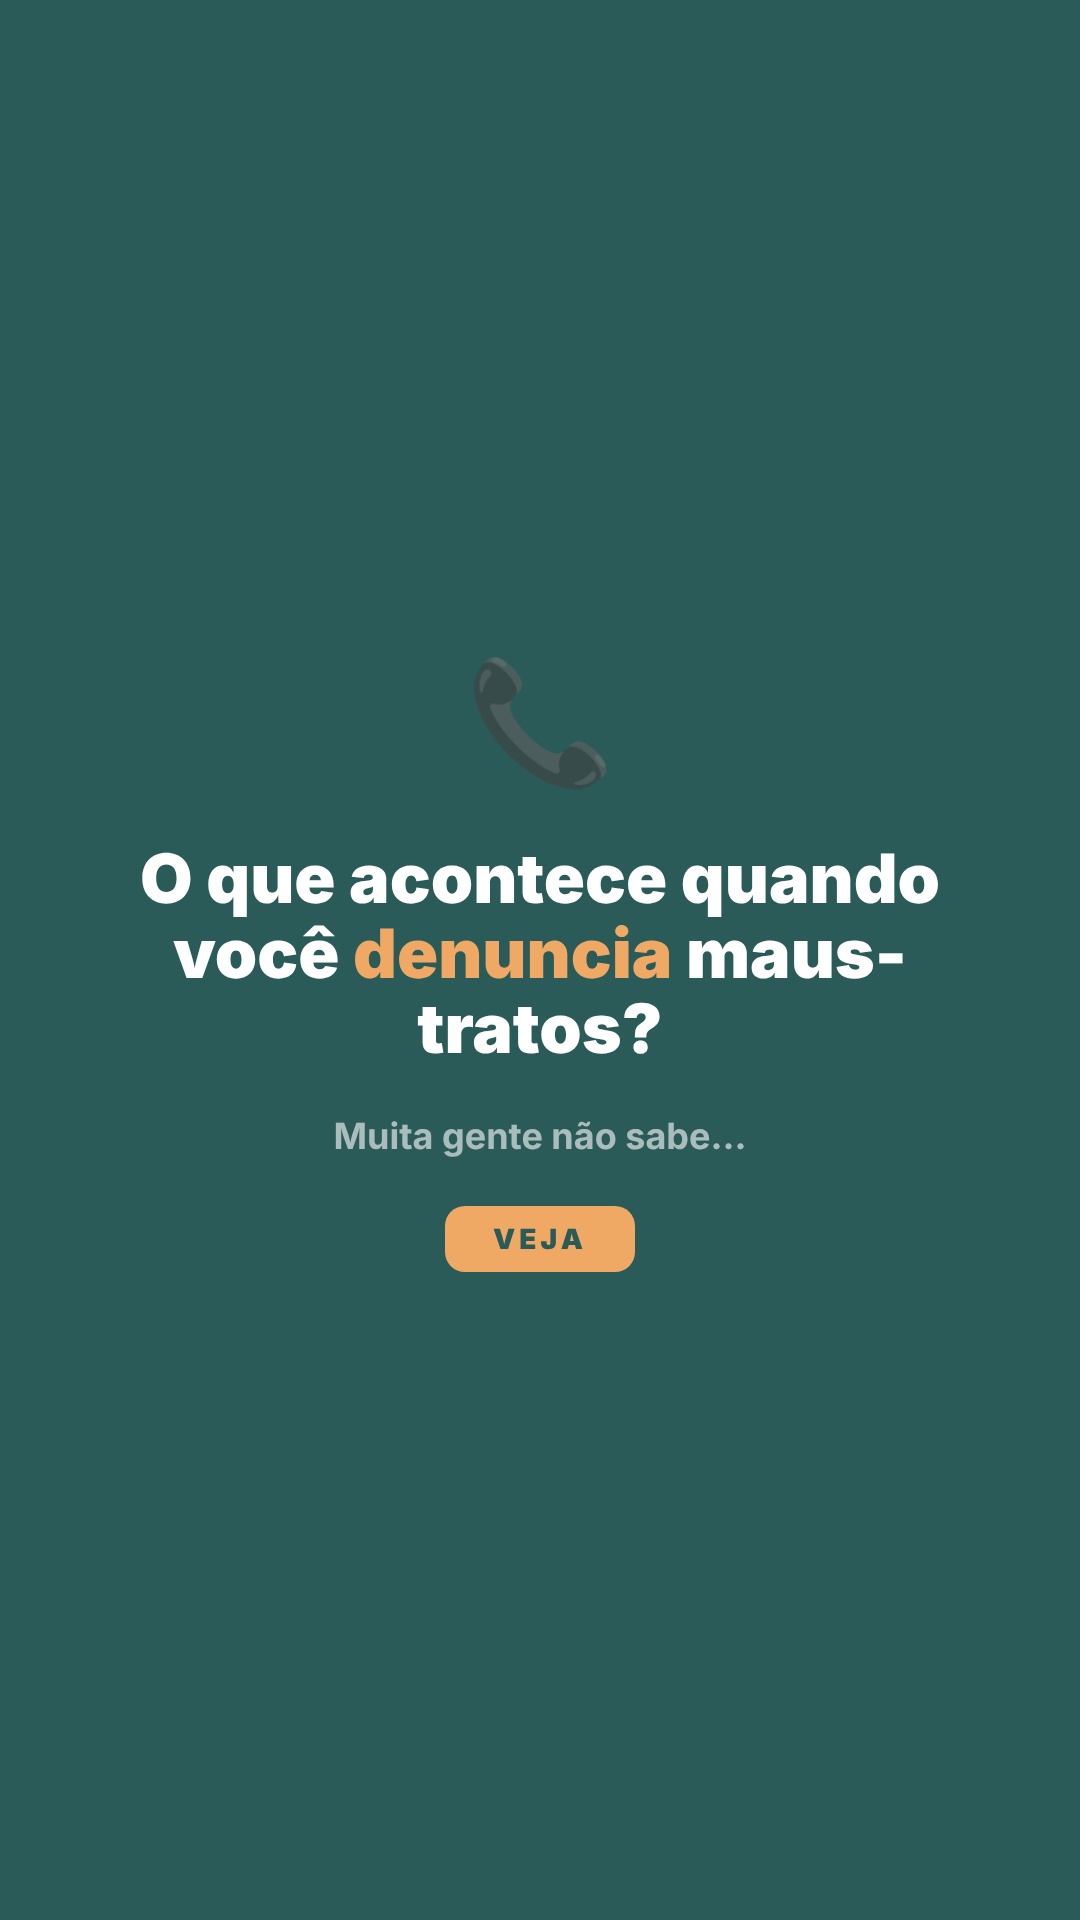 O que acontece quando
você denuncia maus-
tratos?
Muita gente não sabe...
VEJA